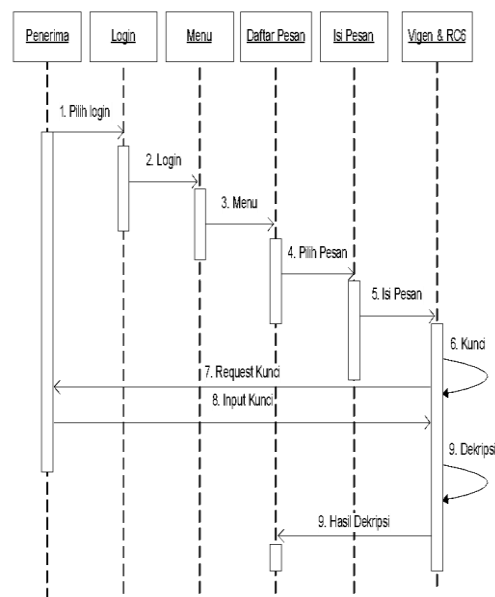 Penerima
Login
Menu
Daftar Pesan
Isi Pesan
Vigen & RC6
1. Pilih login
2. Login
3. Menu
4. Pilih Pesan
5. Isi Pesan
6. Kunci
7. Request Kunci
8. Input Kunci
9. Dekripsi
9. Hasil Dekripsi